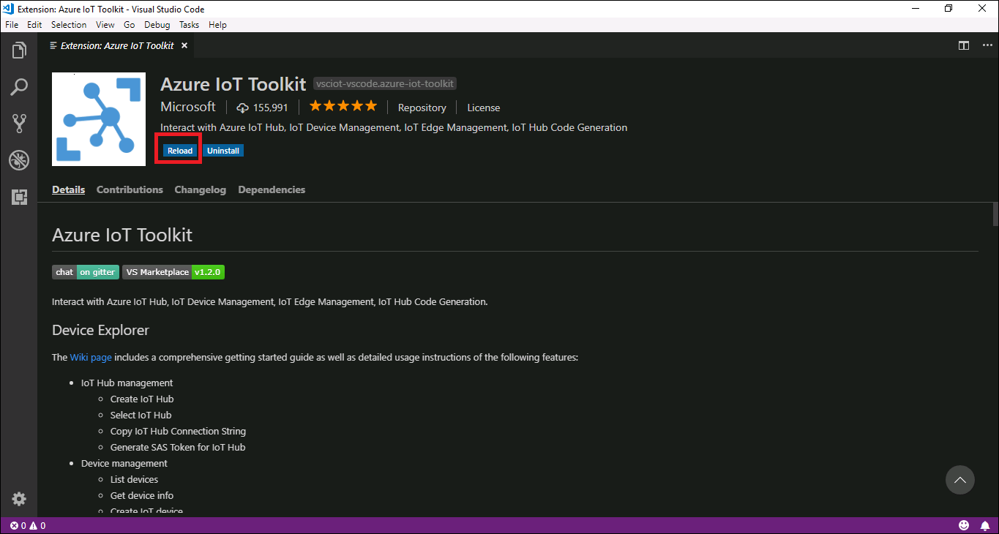 Extension: Azure IoT Toolkit - Visual Studio Code
File Edit Selection View Go Debug Tasks Help
Extension: Azure IoT Toolkit
Azure IoT Toolkit vsciot-vscode.azure-iot-toolkit
Microsoft 155,991 Repository License
Interact with Azure IoT Hub, IoT Device Management, IoT Edge Management, IoT Hub Code Generation
Reload Uninstall
Details Contributions Changelog Dependencies
Azure IoT Toolkit
chat on gitter VS Marketplace v1.2.0
Interact with Azure IoT Hub, IoT Device Management, IoT Edge Management, IoT Hub Code Generation.
Device Explorer
The Wiki page includes a comprehensive getting started guide as well as detailed usage instructions of the following features:
IoT Hub management
Create IoT Hub
Select IoT Hub
Copy IoT Hub Connection String
Generate SAS Token for IoT Hub
Device management
List devices
Get device info
Create IoT device
0 0